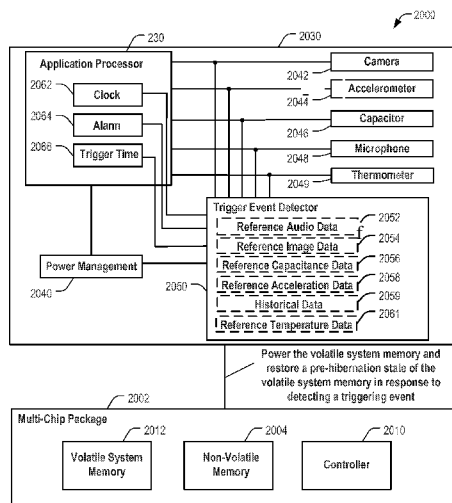 2000
230
2030
Application Processor
2062
Clock
2064
Alarm
2066
Trigger Time
Camera
2042
Accelerometer
2044
Capacitor
2046
Microphone
2048
Thermometer
2049
Trigger Event Detector
Reference Audio Data
2052
Reference Image Data
2054
Reference Capacitance Data
2056
Reference Acceleration Data
2058
Historical Data
2059
Reference Temperature Data
2061
Power Management
2040
2050
Power the volatile system memory and
restore a pre-hibernation state of
the volatile system memory in
response to
detecting a triggering event
2002
Multi-Chip Package
2012
2004
2010
Volatile System
Memory
Non-Volatile
Memory
Controller